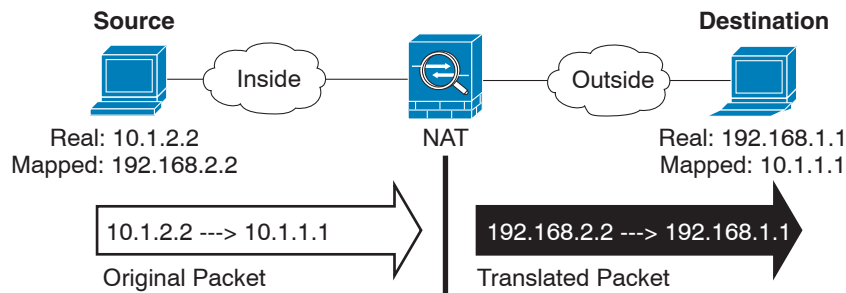 Source
Destination
Inside
Outside
Real: 10.1.2.2
Mapped: 192.168.2.2
NAT
Real: 192.168.1.1
Mapped: 10.1.1.1
10.1.2.2 ---> 10.1.1.1
192.168.2.2 ---> 192.168.1.1
Original Packet
Translated Packet